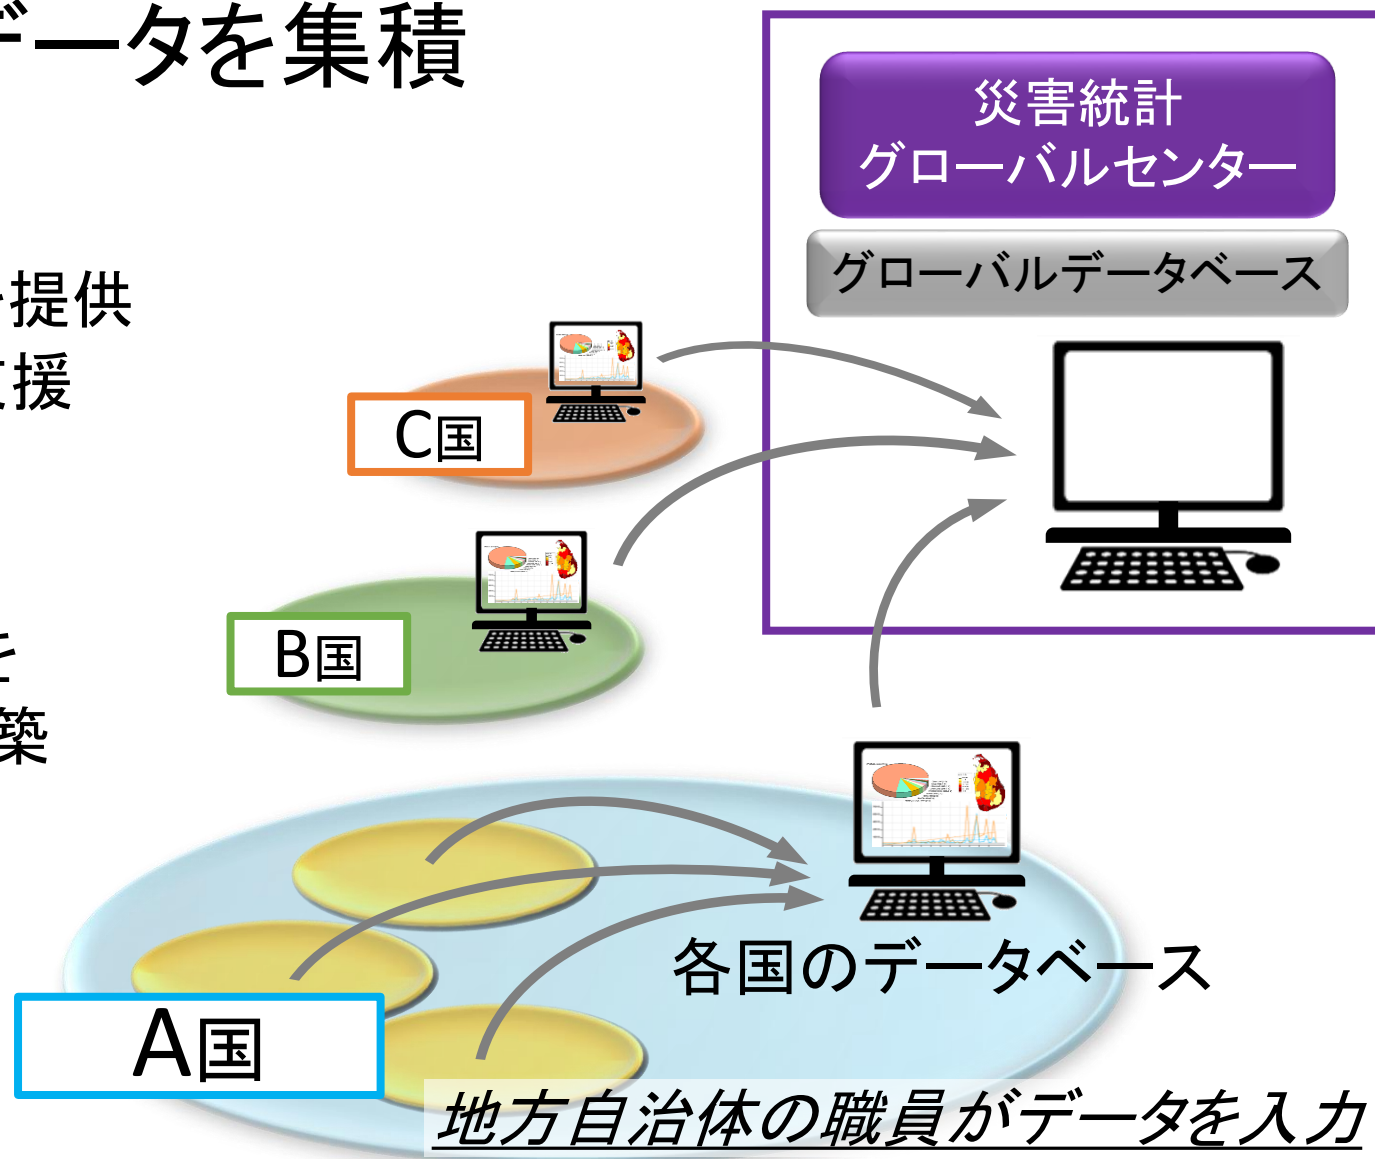 データを集積
災害統計
グローバルセンター
グローバルデータベース
提供
支援
C国
B国
を
築
各国のデータベース
A国
地方自治体の職員がデータを入力